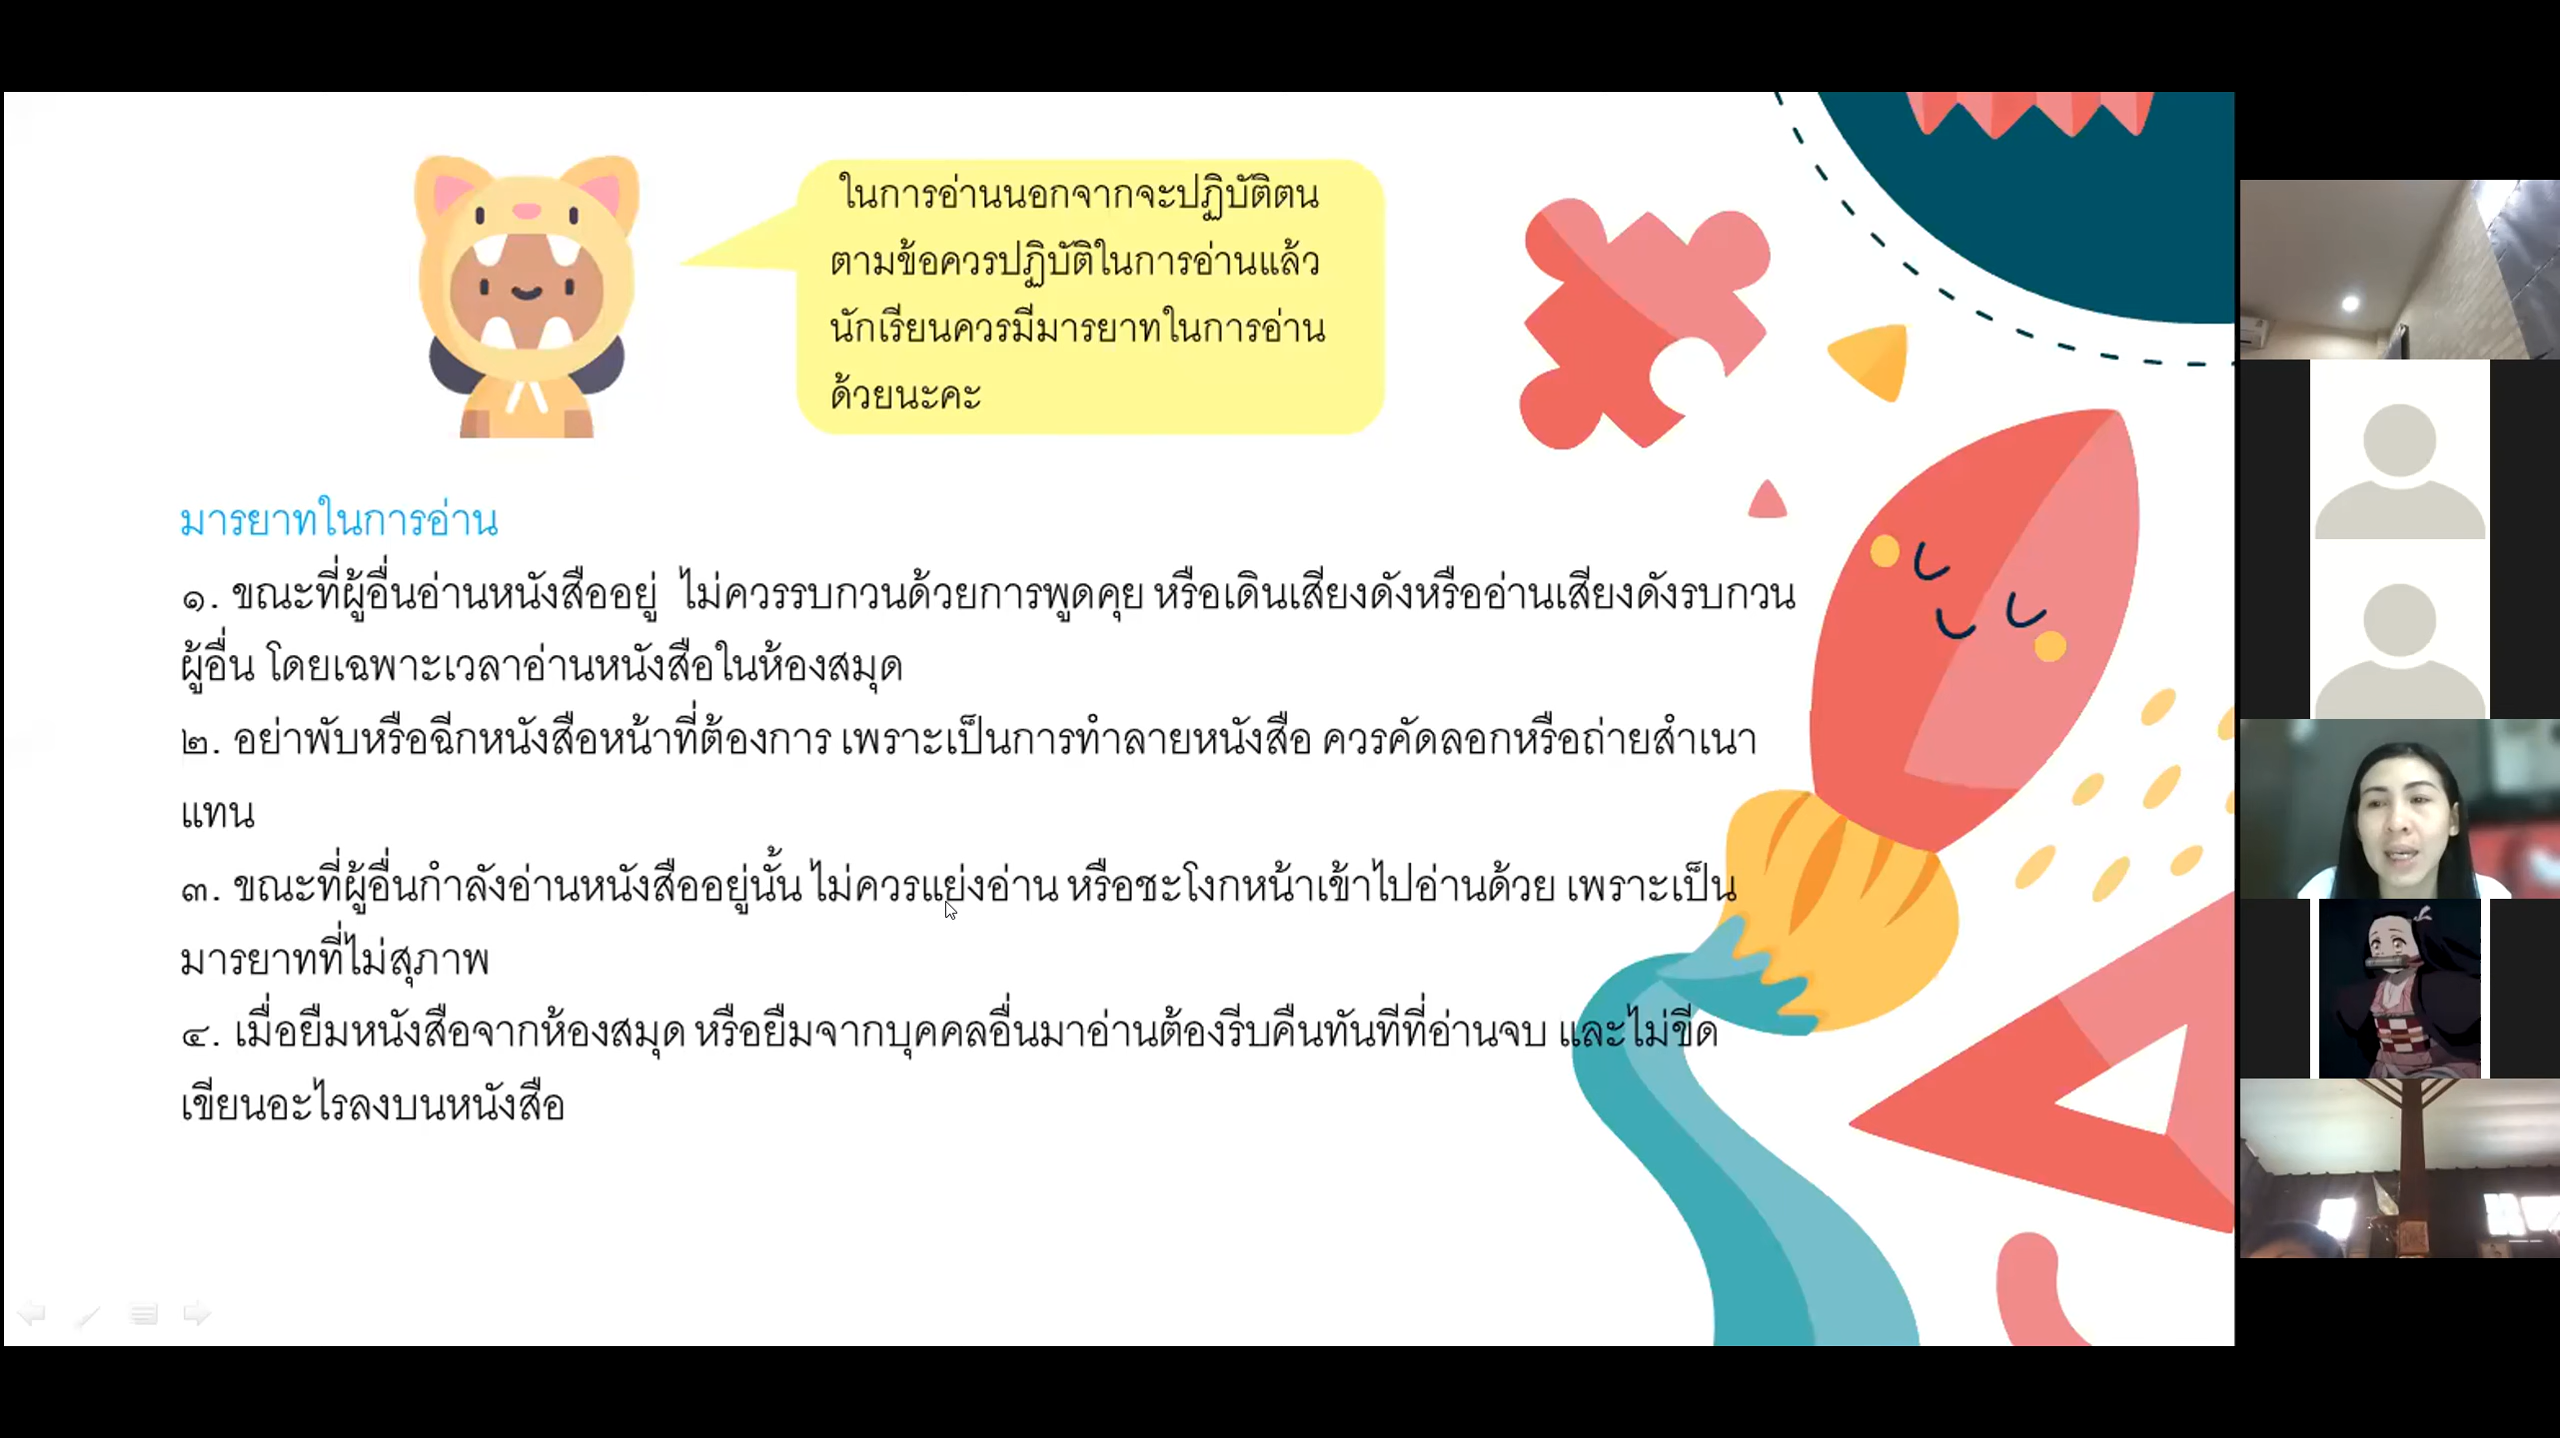 ในการอ่านนอกจากจะปฏิบัติตน
ตามข้อควรปฏิบัติในการอ่านแล้ว
นักเรียนควรมีมารยาทในการอ่าน
ด้วยนะคะ
มารยาทในการอ่าน
๑. ขณะที่ผู้อื่นอ่านหนังสืออยู่ ไม่ควรรบกวนด้วยการพูดคุย หรือเดินเสียงดังหรืออ่านเสียงดังรบกวน
ผู้อื่น โดยเฉพาะเวลาอ่านหนังสือในห้องสมุด
๒. อย่าพับหรือฉีกหนังสือหน้าที่ต้องการ เพราะเป็นการทำลายหนังสือ ควรคัดลอกหรือถ่ายสำเนา
แทน
๓. ขณะที่ผู้อื่นกำลังอ่านหนังสืออยู่นั้น ไม่ควรแย่งอ่าน หรือชะโงกหน้าเข้าไปอ่านด้วย เพราะเป็น
มารยาทที่ไม่สุภาพ
๔. เมื่อยืมหนังสือจากห้องสมุด หรือยืมจากบุคคลอื่นมาอ่านต้องรีบคืนทันทีที่อ่านจบ และไม่ขีด
เขียนอะไรลงบนหนังสือ